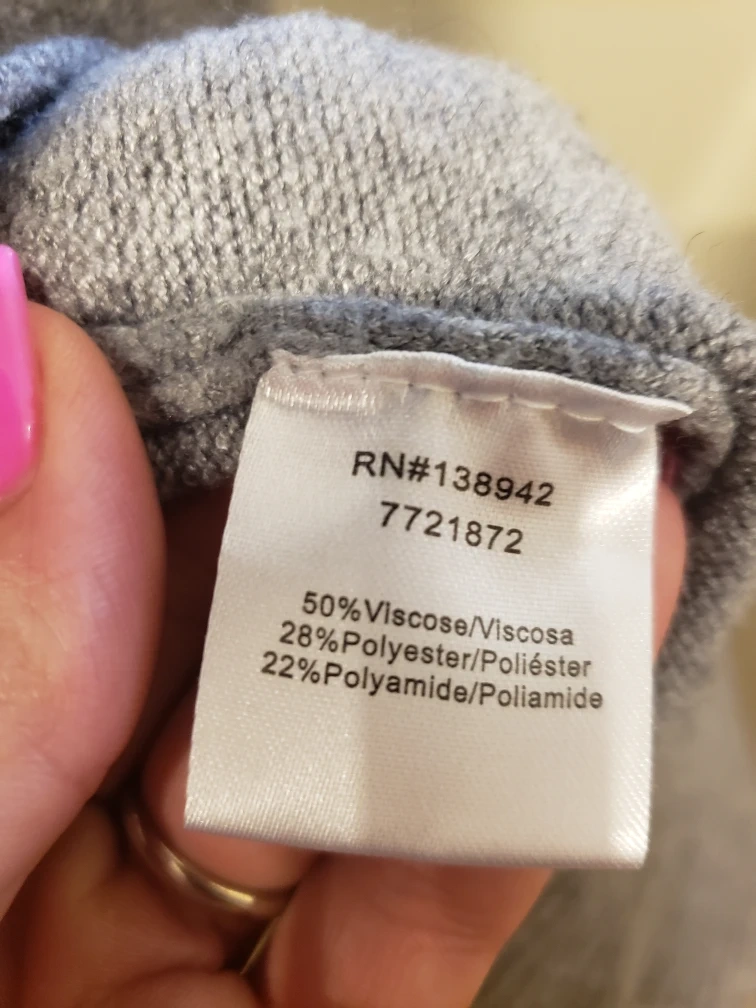 RN#138942
7721872
50%Viscose/Viscosa
28%Polyester/Poliéster
22%Polyamide/Poliamide